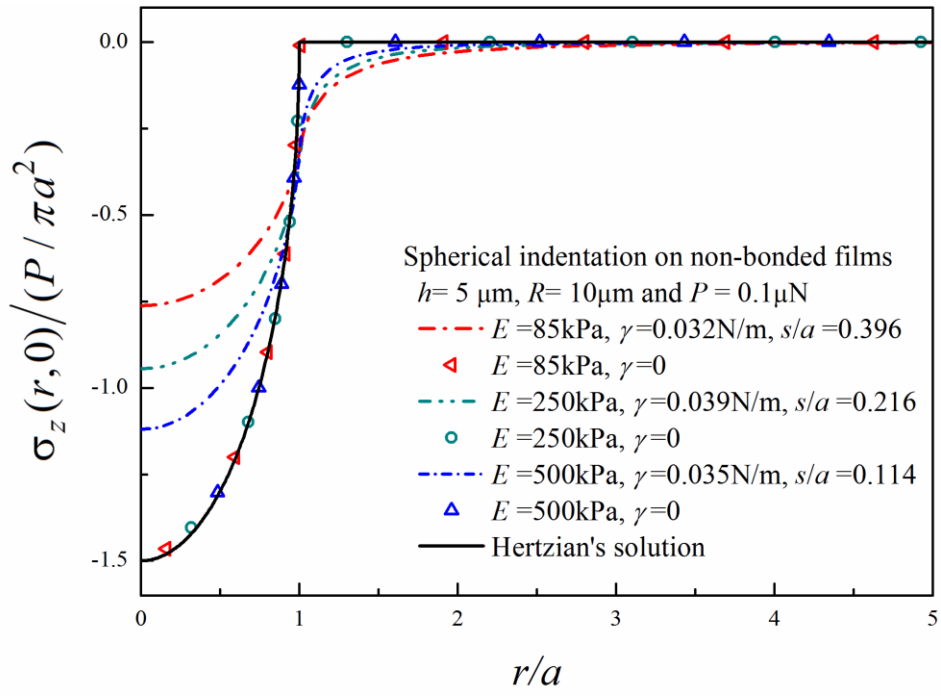 σz(r,0)/(P/πa²)
0.0
-0.5
-1.0
-1.5
Spherical indentation on non-bonded films
h= 5 μm, R= 10μm and P = 0.1μN
E =85kPa, γ=0.032N/m, s/a=0.396
E =85kPa, γ=0
E =250kPa, γ=0.039N/m, s/a=0.216
E =250kPa, γ=0
E =500kPa, γ=0.035N/m, s/a=0.114
E =500kPa, γ=0
Hertzian's solution
0 1 2 3 4 5
r/a